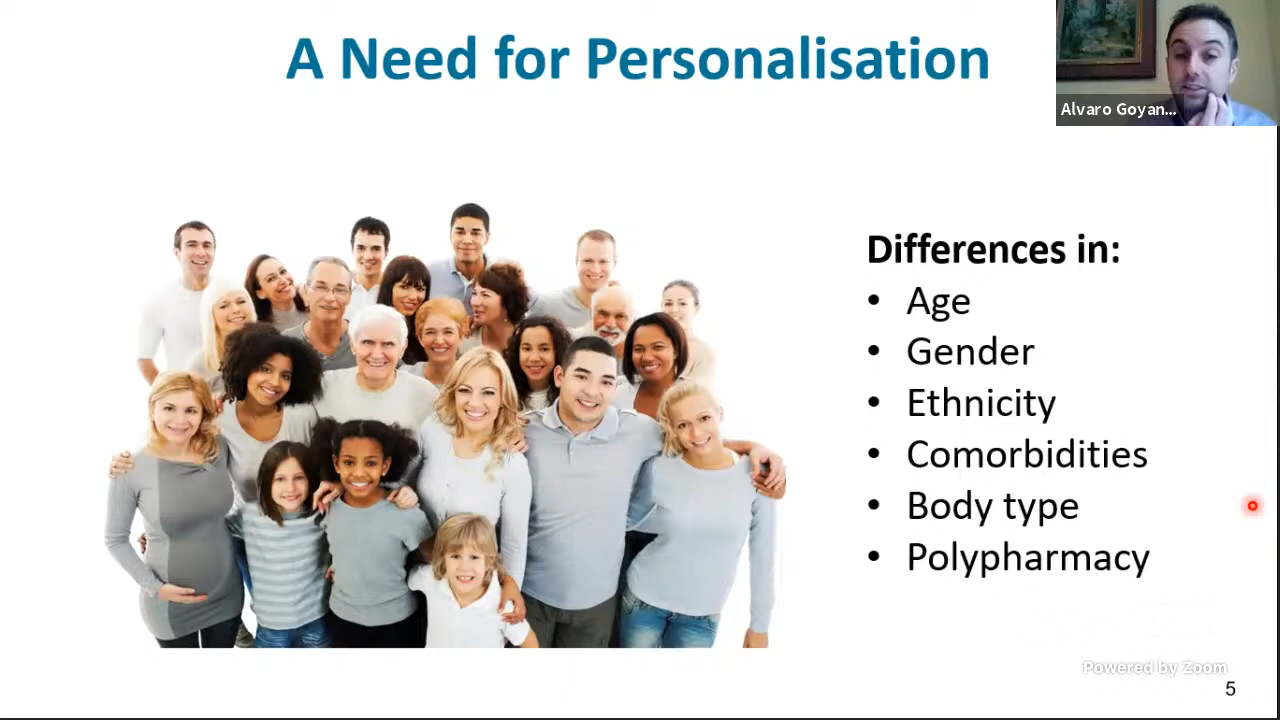 A Need for Personalisation
Alvaro Goyan...
Differences in:
• Age
• Gender
• Ethnicity
• Comorbidities
• Body type
• Polypharmacy
Powered by Zoom
5